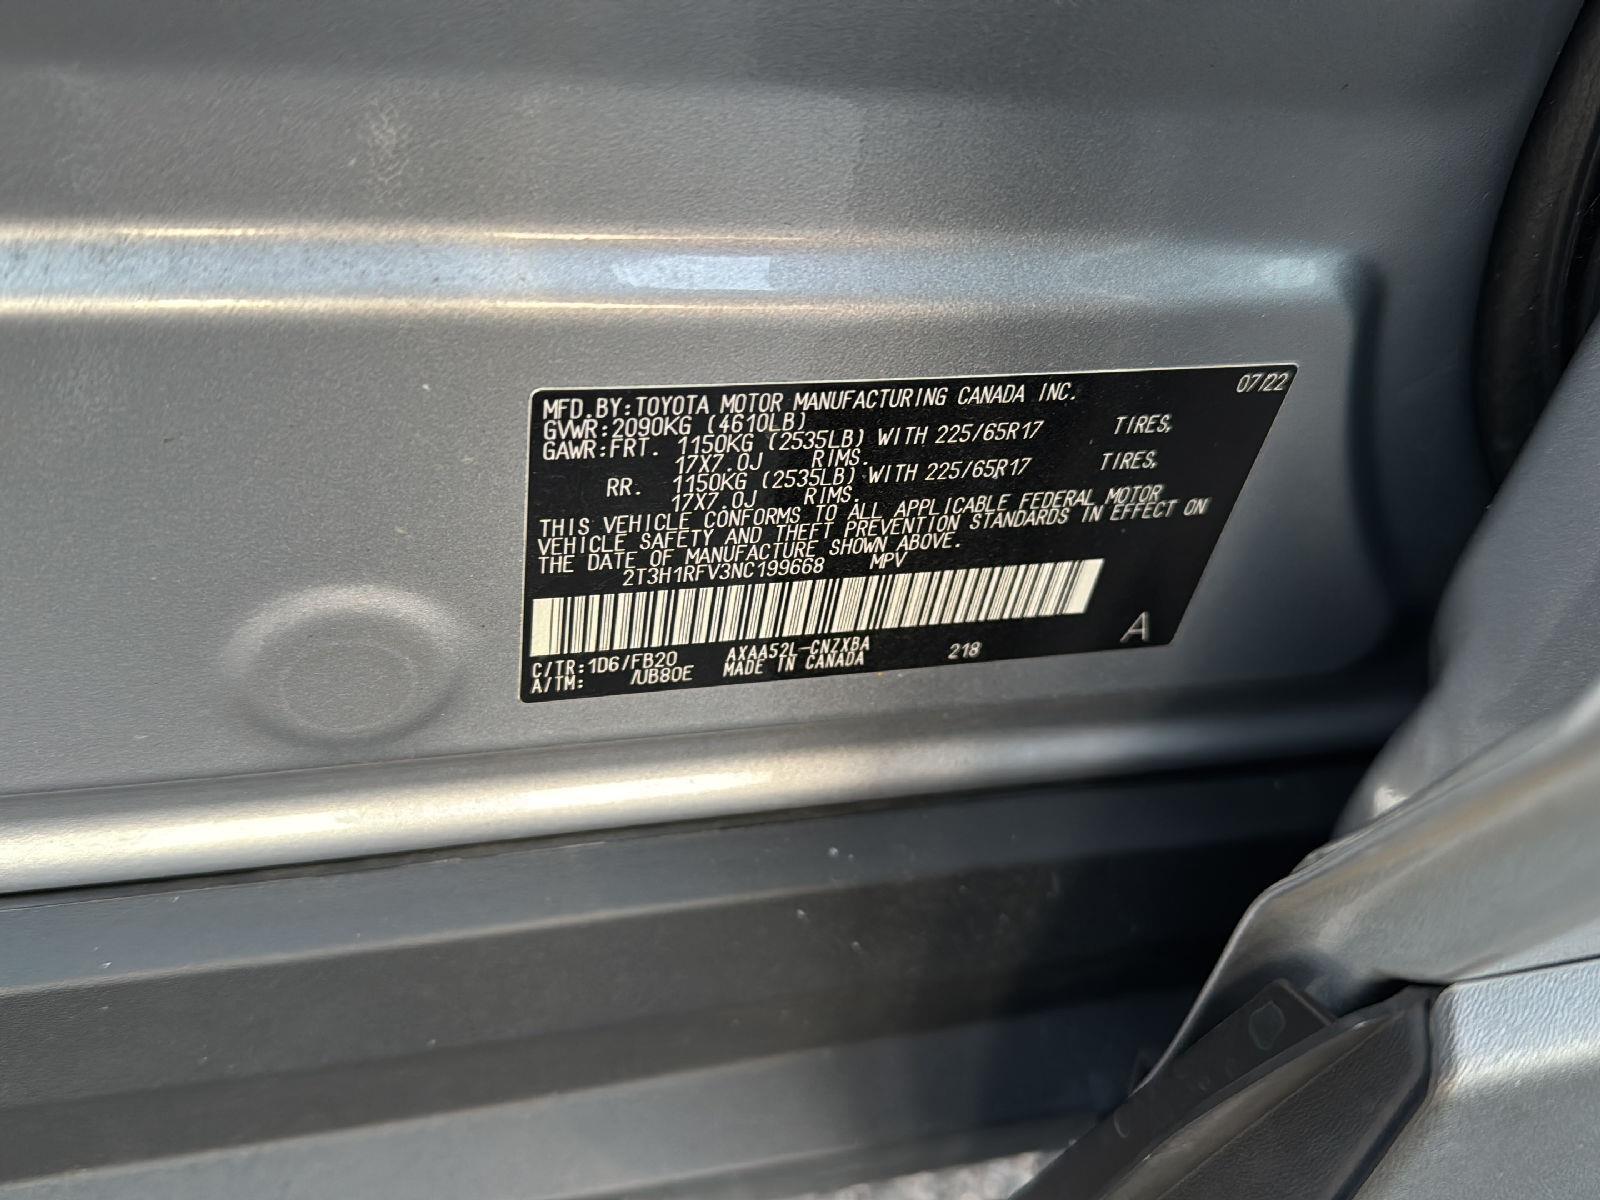 MFD.BY:TOYOTA MOTOR MANUFACTURING CANADA INC. 07/22
GVWR:2090KG (4610LB)
GAWR:FRT. 1150KG (2535LB) WITH 225/65R17 TIRES,
17X7.0J RIMS.
RR. 1150KG (2535LB) WITH 225/65R17 TIRES,
17X7.0J RIMS.
THIS VEHICLE CONFORMS TO ALL APPLICABLE FEDERAL MOTOR
VEHICLE SAFETY AND THEFT PREVENTION STANDARDS IN EFFECT ON
THE DATE OF MANUFACTURE SHOWN ABOVE.
2T3H1RFV3NC199668 MPV
A
C/TR:1D6/FB20 AXAA52L-CNZXBA 218
A/TM: /UB80E MADE IN CANADA